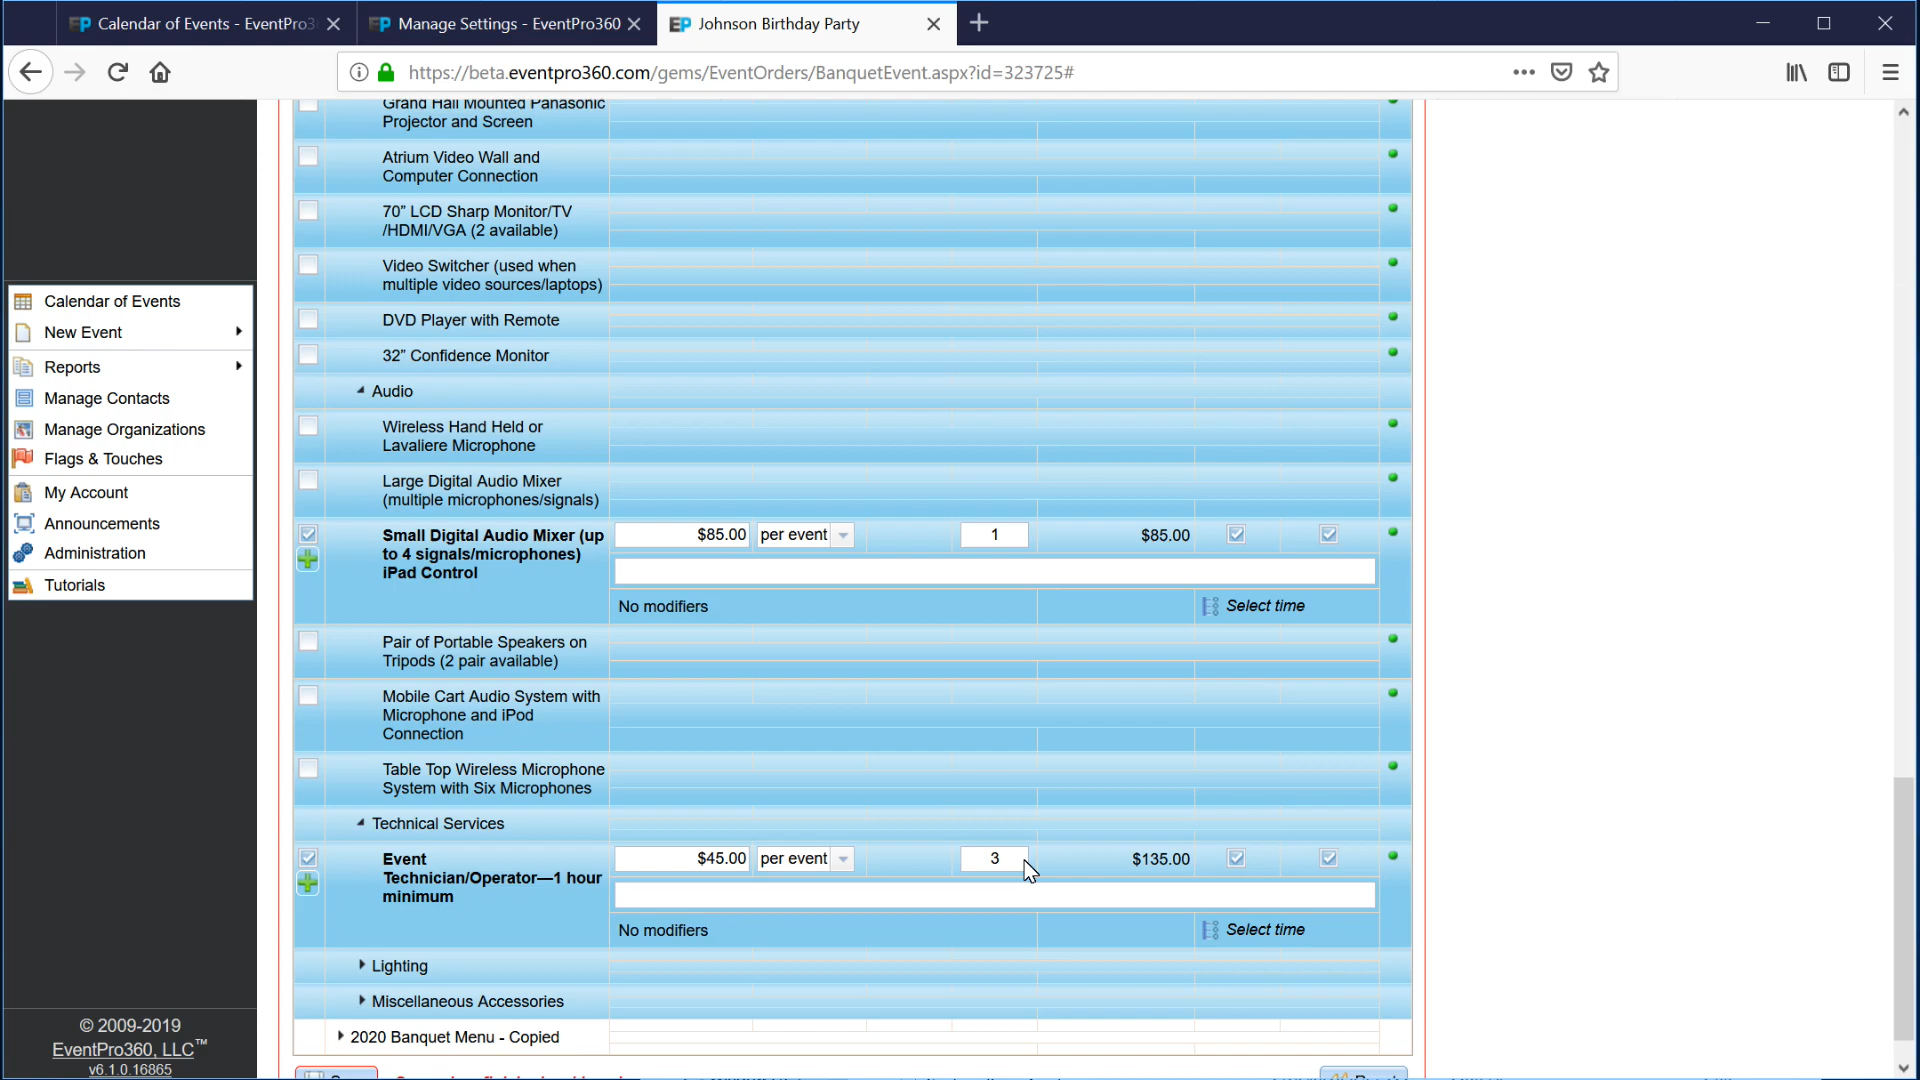 Calendar of Events - EventPro3
Manage Settings - EventPro360
Johnson Birthday Party
https://beta.eventpro360.com/gems/EventOrders/BanquetEvent.aspx?id=323725#
Calendar of Events
New Event
Reports
Manage Contacts
Manage Organizations
Flags & Touches
My Account
Announcements
Administration
Tutorials
© 2009-2019
EventPro360, LLC™
v6.1.0.16865
Grand Hall Mounted Panasonic
Projector and Screen
Atrium Video Wall and
Computer Connection
70” LCD Sharp Monitor/TV
/HDMI/VGA (2 available)
Video Switcher (used when
multiple video sources/laptops)
DVD Player with Remote
32” Confidence Monitor
Audio
Wireless Hand Held or
Lavaliere Microphone
Large Digital Audio Mixer
(multiple microphones/signals)
Small Digital Audio Mixer (up
to 4 signals/microphones)
iPad Control
$85.00 per event 1 $85.00
No modifiers Select time
Pair of Portable Speakers on
Tripods (2 pair available)
Mobile Cart Audio System with
Microphone and iPod
Connection
Table Top Wireless Microphone
System with Six Microphones
Technical Services
Event
Technician/Operator—1 hour
minimum
$45.00 per event 3 $135.00
No modifiers Select time
Lighting
Miscellaneous Accessories
2020 Banquet Menu - Copied